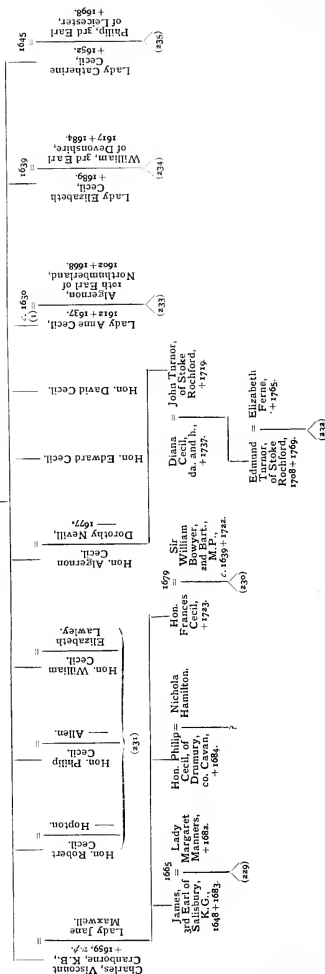 Charles, Viscount
Cranborne, K.B.,
+ 1659, v.p.
=
Lady Jane
Maxwell.
Hon. Robert
Cecil.
=
— Hopton.
Hon. Philip
Cecil.
=
— Allen.
Hon. William
Cecil.
=
Elizabeth
Lawley.
(231)
Hon. Algernon
Cecil.
=
Dorothy Nevill,
— 1677.
Hon. Edward Cecil.
Hon. David Cecil.
c. 1630
(1)
Lady Anne Cecil,
1612 + 1637.
=
Algernon,
10th Earl of
Northumberland,
1602 + 1668.
(233)
1639
Lady Elizabeth
Cecil,
+ 1689.
=
William, 3rd Earl
of Devonshire,
1617 + 1684.
(234)
1645
Lady Catherine
Cecil,
+ 1652.
=
Philip, 3rd Earl
of Leicester,
+ 1698.
(235)
James,
3rd Earl of
Salisbury,
K.G.,
1648 + 1683.
1665
=
Lady
Margaret
Manners,
+ 1682.
(229)
Hon. Philip
Cecil, of
Drumury,
co. Cavan,
+ 1684.
=
Nichola
Hamilton.
?
Hon.
Frances
Cecil,
+ 1723.
1679
=
Sir
William
Bowyer,
2nd Bart.,
M.P.,
c. 1639 + 1722.
(230)
Diana
Cecil,
da. and h.,
+ 1737.
=
John Turnor,
of Stoke
Rochford,
+ 1719.
Edmund
Turnor,
of Stoke
Rochford,
1708 + 1769.
=
Elizabeth
Ferne,
+ 1765.
(232)